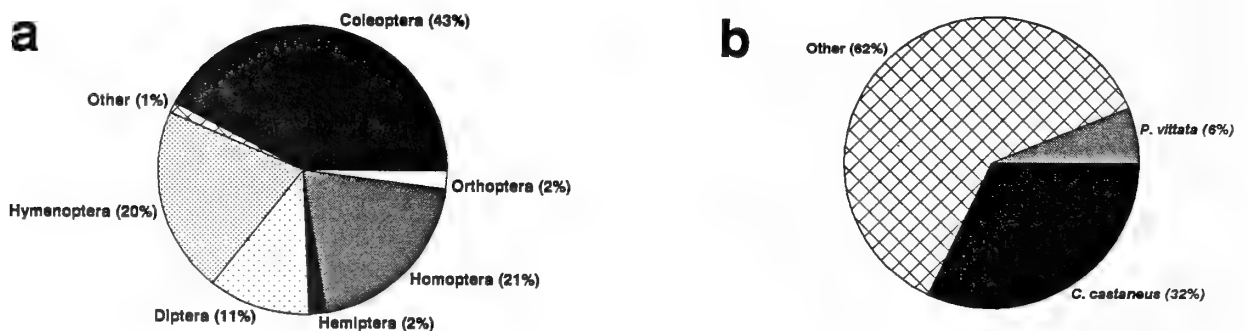 a
Coleoptera (43%)
Other (1%)
Hymenoptera (20%)
Diptera (11%)
Hemiptera (2%)
Homoptera (21%)
Orthoptera (2%)
b
Other (62%)
P. vittata (6%)
C. castaneus (32%)